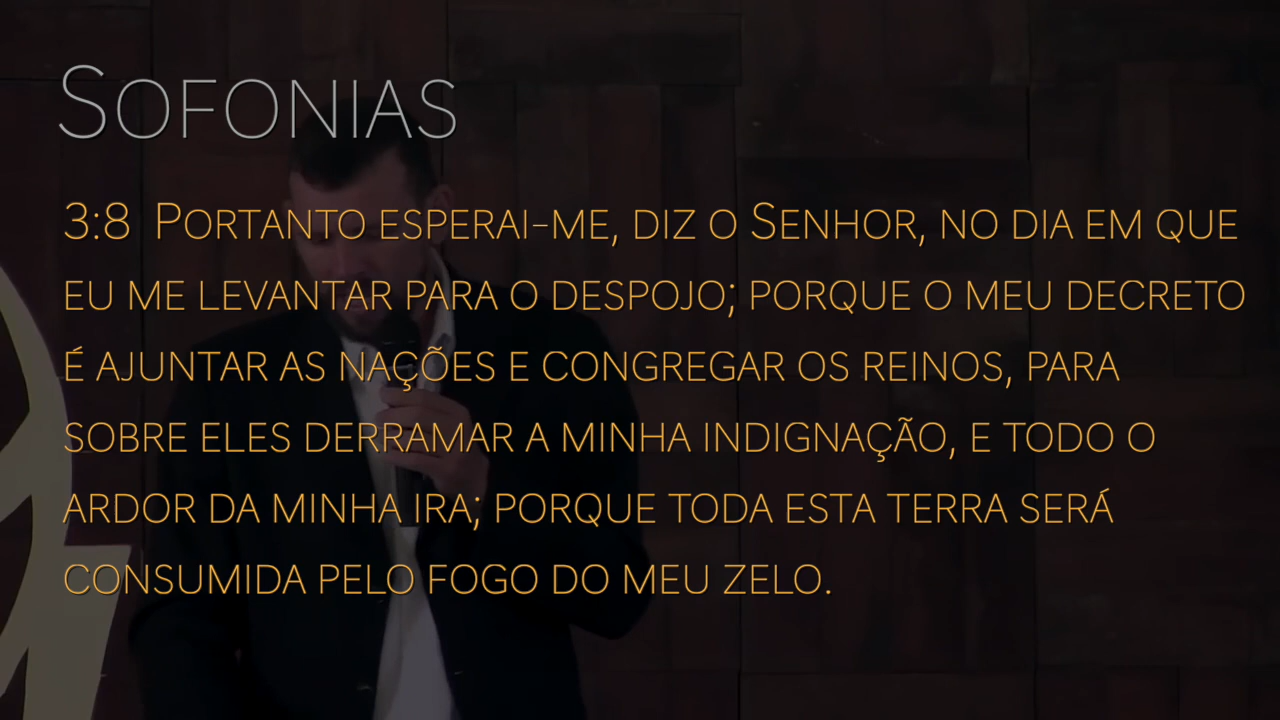 Sofonias
3:8 Portanto esperai-me, diz o Senhor, no dia em que
eu me levantar para o despojo; porque o meu decreto
é ajuntar as nações e congregar os reinos, para
sobre eles derramar a minha indignação, e todo o
ardor da minha ira; porque toda esta terra será
consumida pelo fogo do meu zelo.